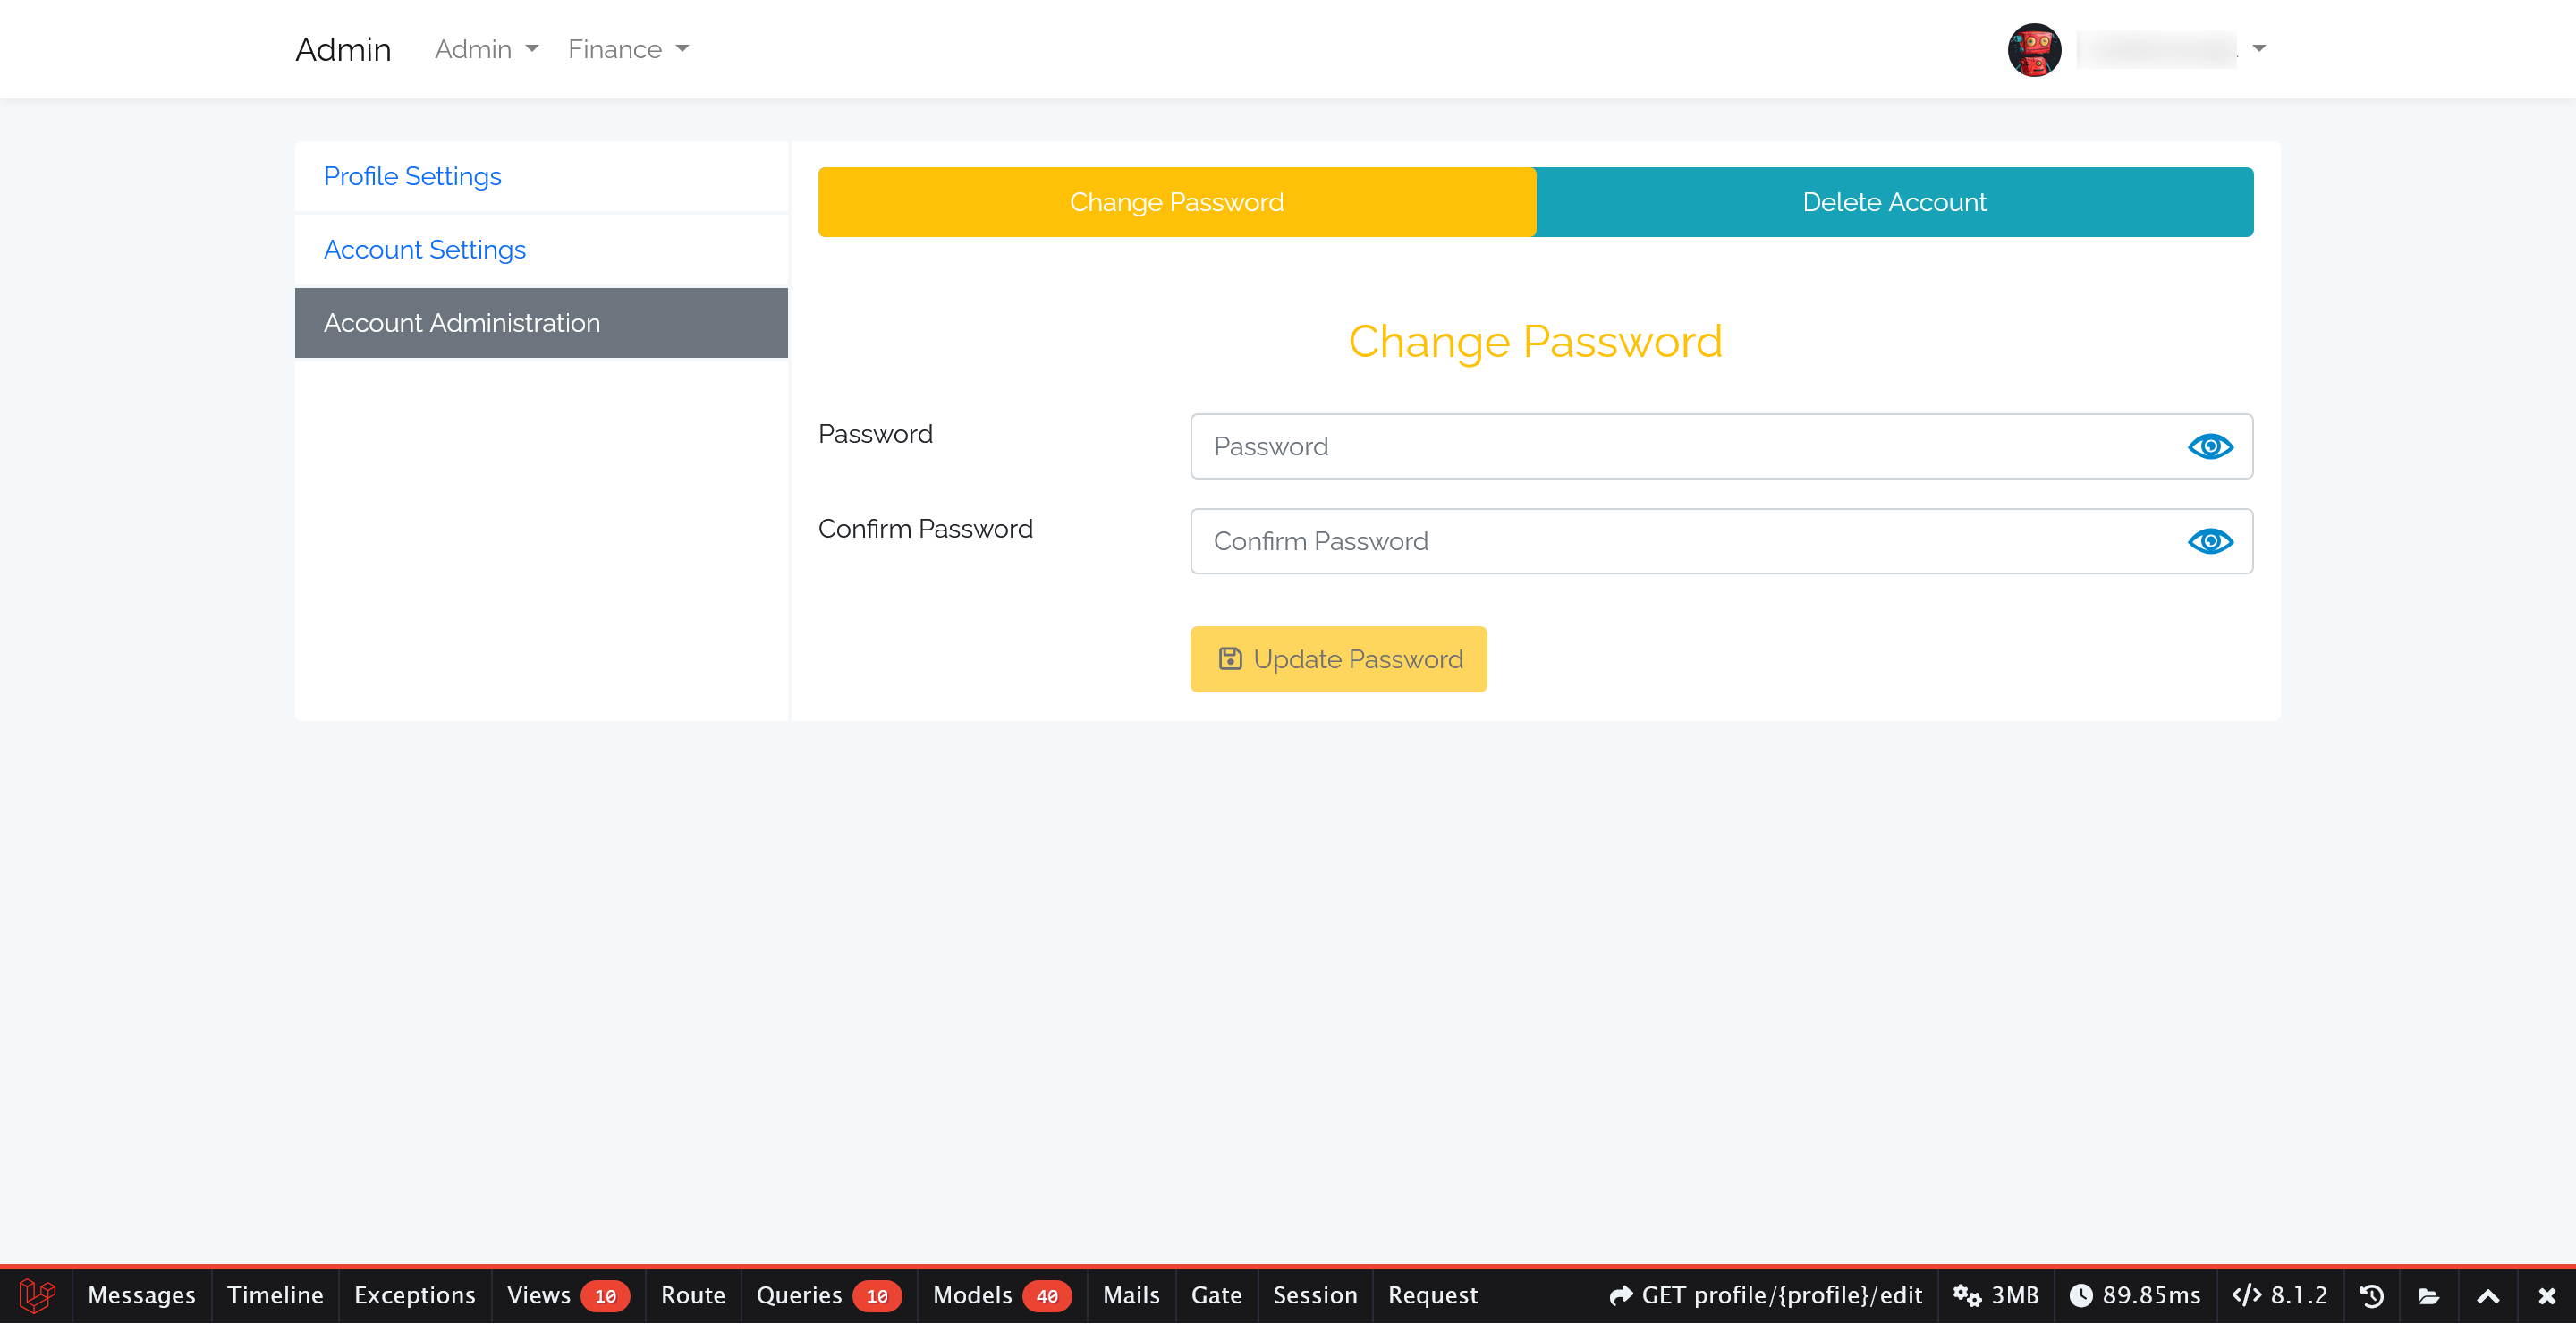 Admin Admin Finance
Profile Settings
Account Settings
Account Administration
Change Password Delete Account
Change Password
Password Password
Confirm Password Confirm Password
Update Password
Messages Timeline Exceptions Views 10 Route Queries 10 Models 40 Mails Gate Session Request GET profile/{profile}/edit 3MB 89.85ms </> 8.1.2